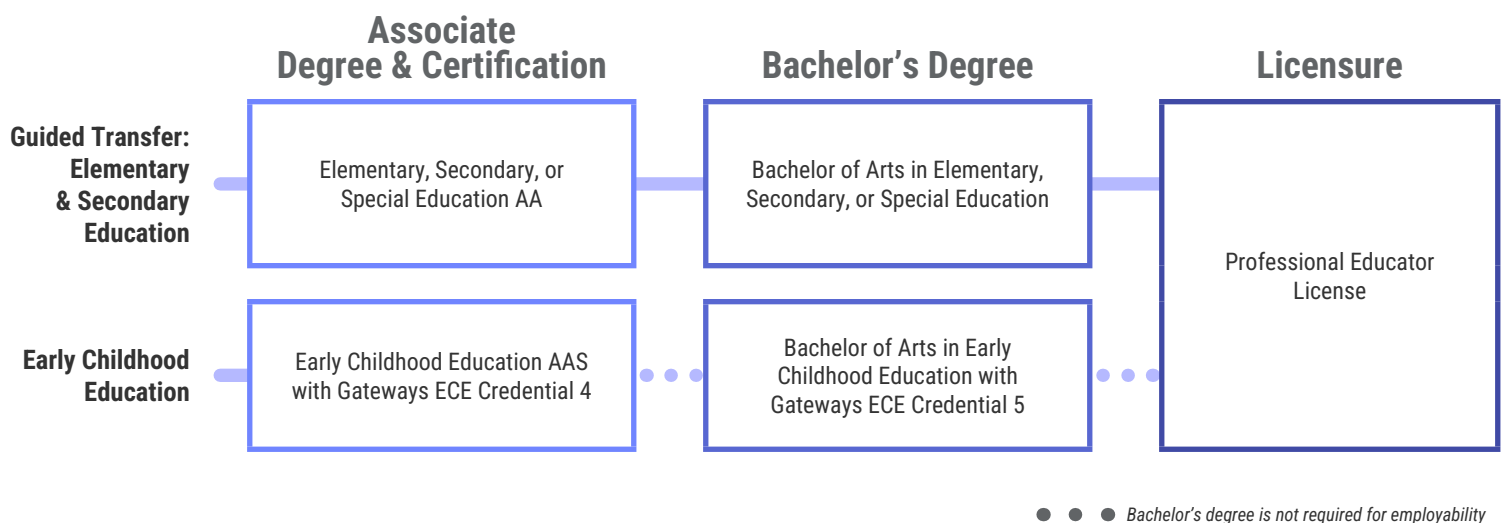 Associate
Degree & Certification
Bachelor’s Degree
Licensure
Guided Transfer:
Elementary
& Secondary
Education
Elementary, Secondary, or
Special Education AA
Bachelor of Arts in Elementary,
Secondary, or Special Education
Professional Educator
License
Early Childhood
Education
Early Childhood Education AAS
with Gateways ECE Credential 4
Bachelor of Arts in Early
Childhood Education with
Gateways ECE Credential 5
Bachelor’s degree is not required for employability